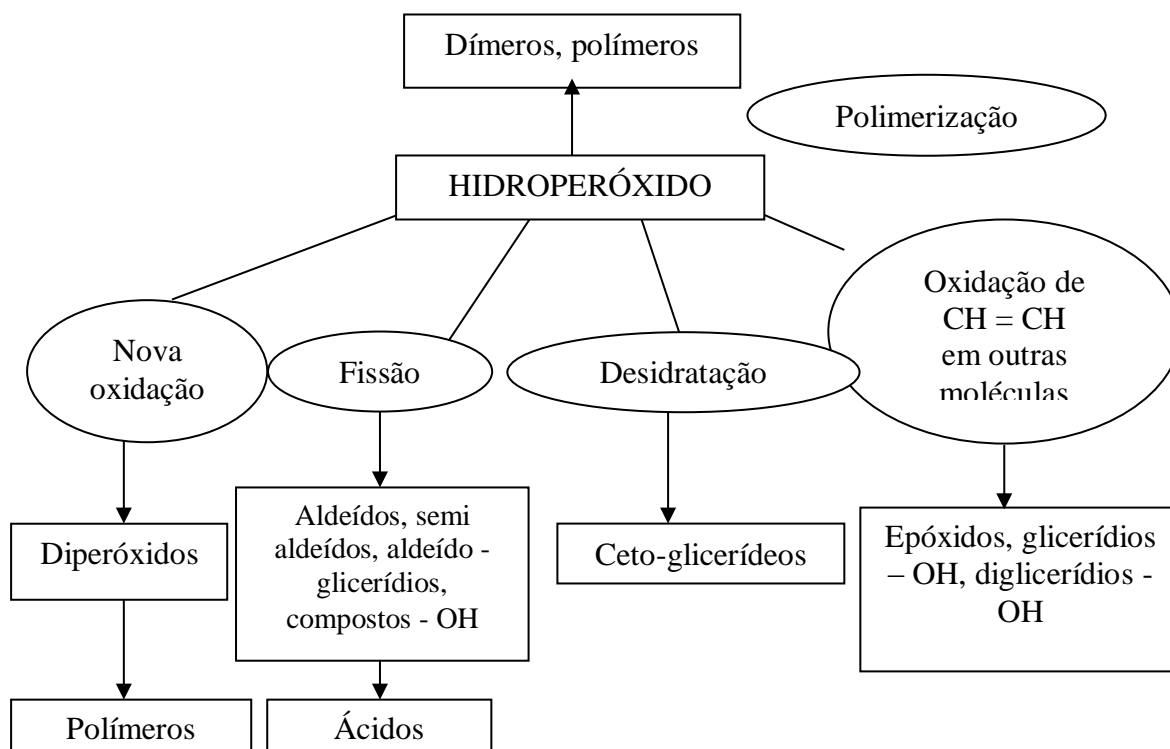 Dímeros, polímeros
Polimerização
HIDROPERÓXIDO
Nova
oxidação
Fissão
Desidratação
Oxidação de
CH = CH
em outras
moléculas
Diperóxidos
Aldeídos, semi
aldeídos, aldeído -
glicerídios,
compostos - OH
Ceto-glicerídeos
Epóxidos, glicerídios
– OH, diglicerídios -
OH
Polímeros
Ácidos